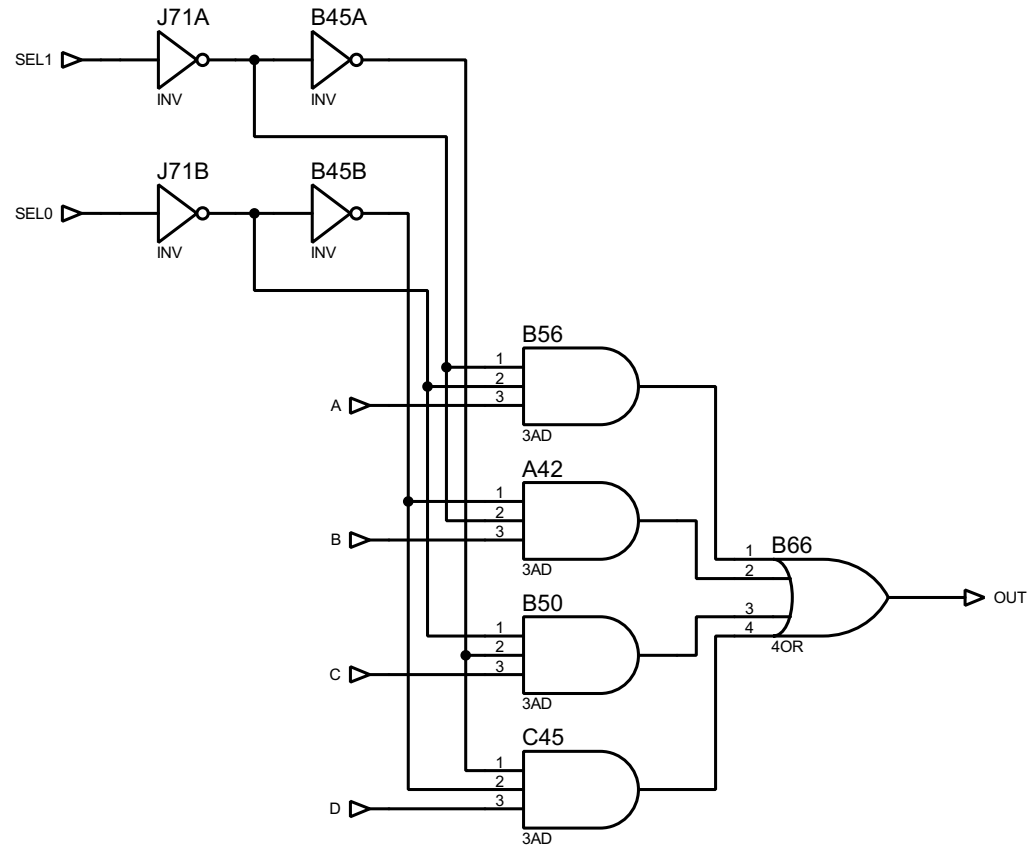 J71A
B45A
SEL1
INV
INV
J71B
B45B
SEL0
INV
INV
B56
1
2
3
A
3AD
A42
1
2
3
B
3AD
1
B66
2
3
4
4OR
OUT
B50
1
2
3
C
3AD
C45
1
2
3
D
3AD